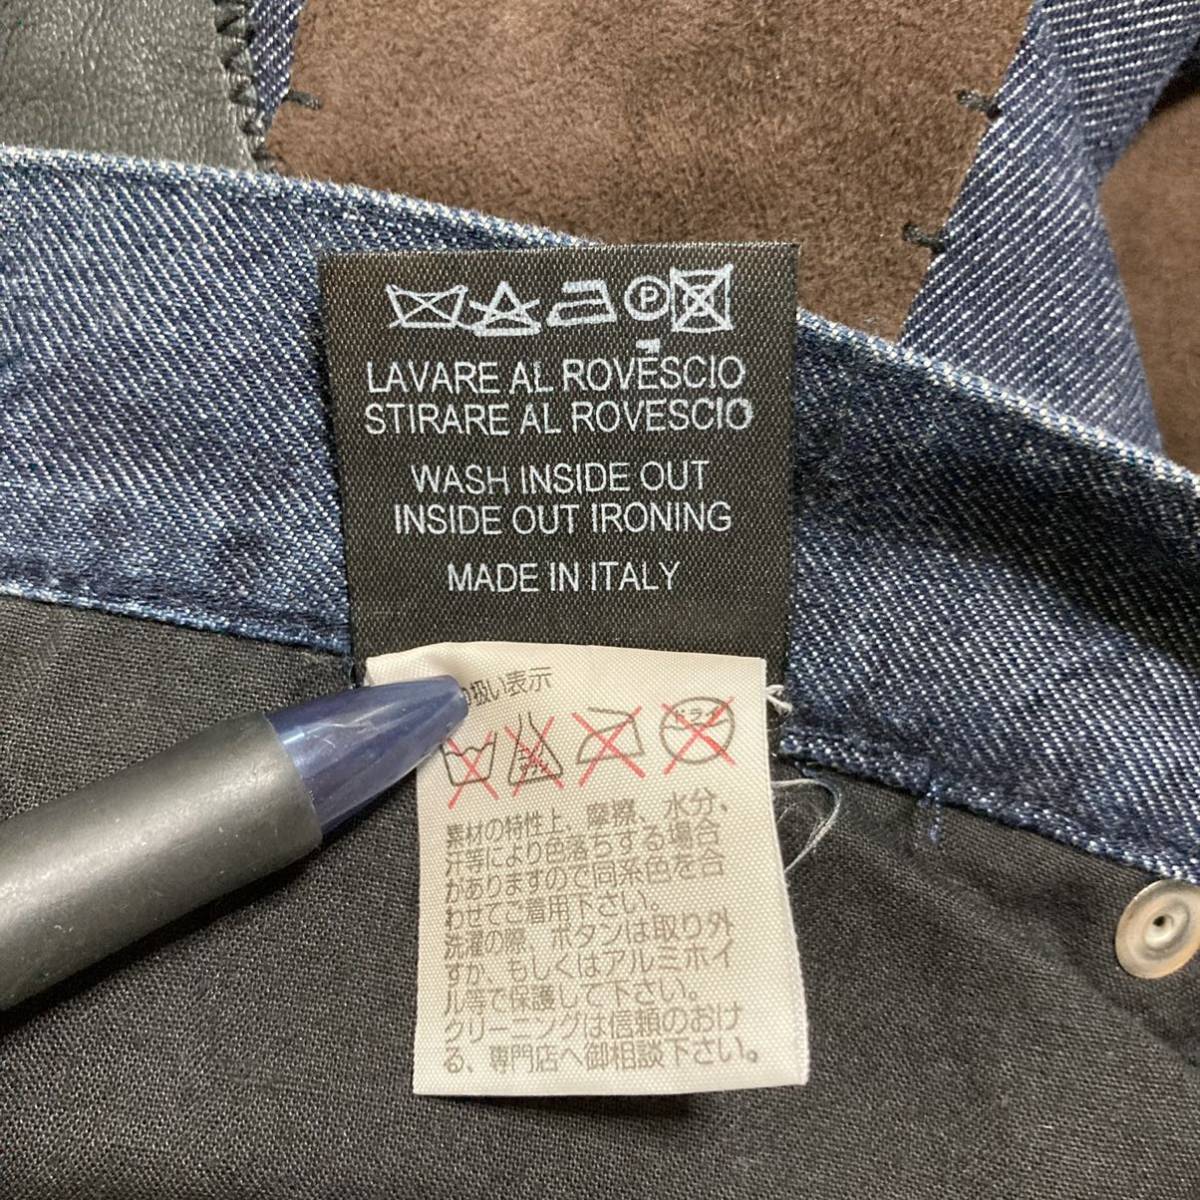 P
LAVARE AL ROVESCIO
STIRARE AL ROVESCIO
WASH INSIDE OUT
INSIDE OUT IRONING
MADE IN ITALY
扱い表示
ドライ
素材の特性上、摩擦、水分、
汗等により色落ちする場合
がありますので同系色を合
わせてご着用下さい。
洗濯の際、ボタンは取り外
すか、もしくはアルミホイ
ル等で保護して下さい。
クリーニングは信頼のおけ
る、専門店へ御相談下さい。